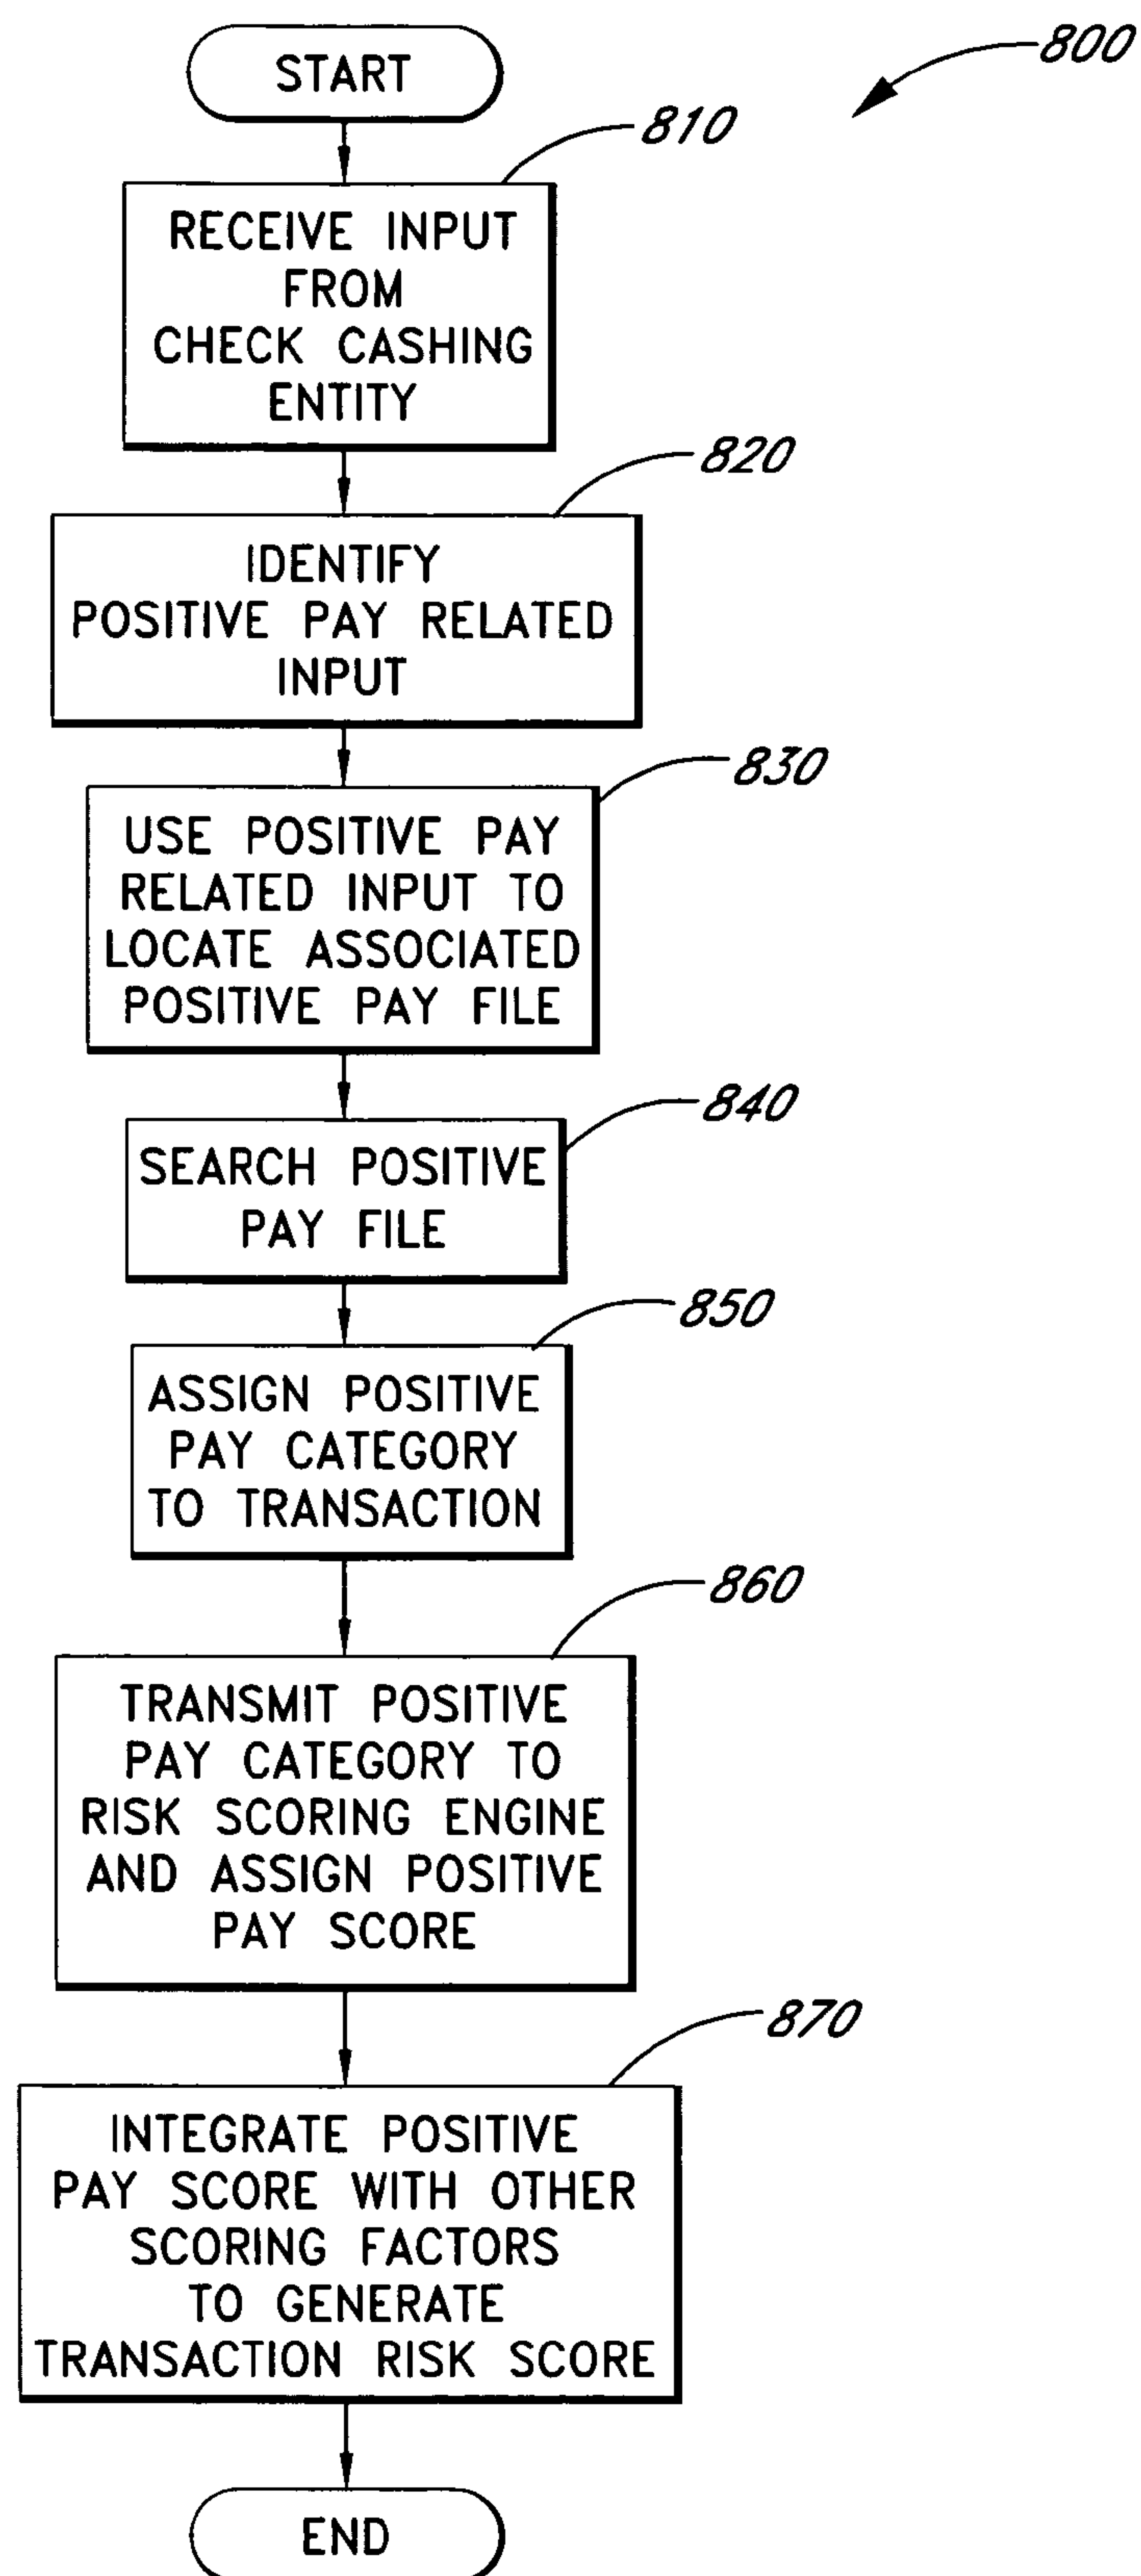 START
800
810
RECEIVE INPUT
FROM
CHECK CASHING
ENTITY
820
IDENTIFY
POSITIVE PAY RELATED
INPUT
830
USE POSITIVE PAY
RELATED INPUT TO
LOCATE ASSOCIATED
POSITIVE PAY FILE
840
SEARCH POSITIVE
PAY FILE
850
ASSIGN POSITIVE
PAY CATEGORY
TO TRANSACTION
860
TRANSMIT POSITIVE
PAY CATEGORY TO
RISK SCORING ENGINE
AND ASSIGN POSITIVE
PAY SCORE
870
INTEGRATE POSITIVE
PAY SCORE WITH OTHER
SCORING FACTORS
TO GENERATE
TRANSACTION RISK SCORE
END